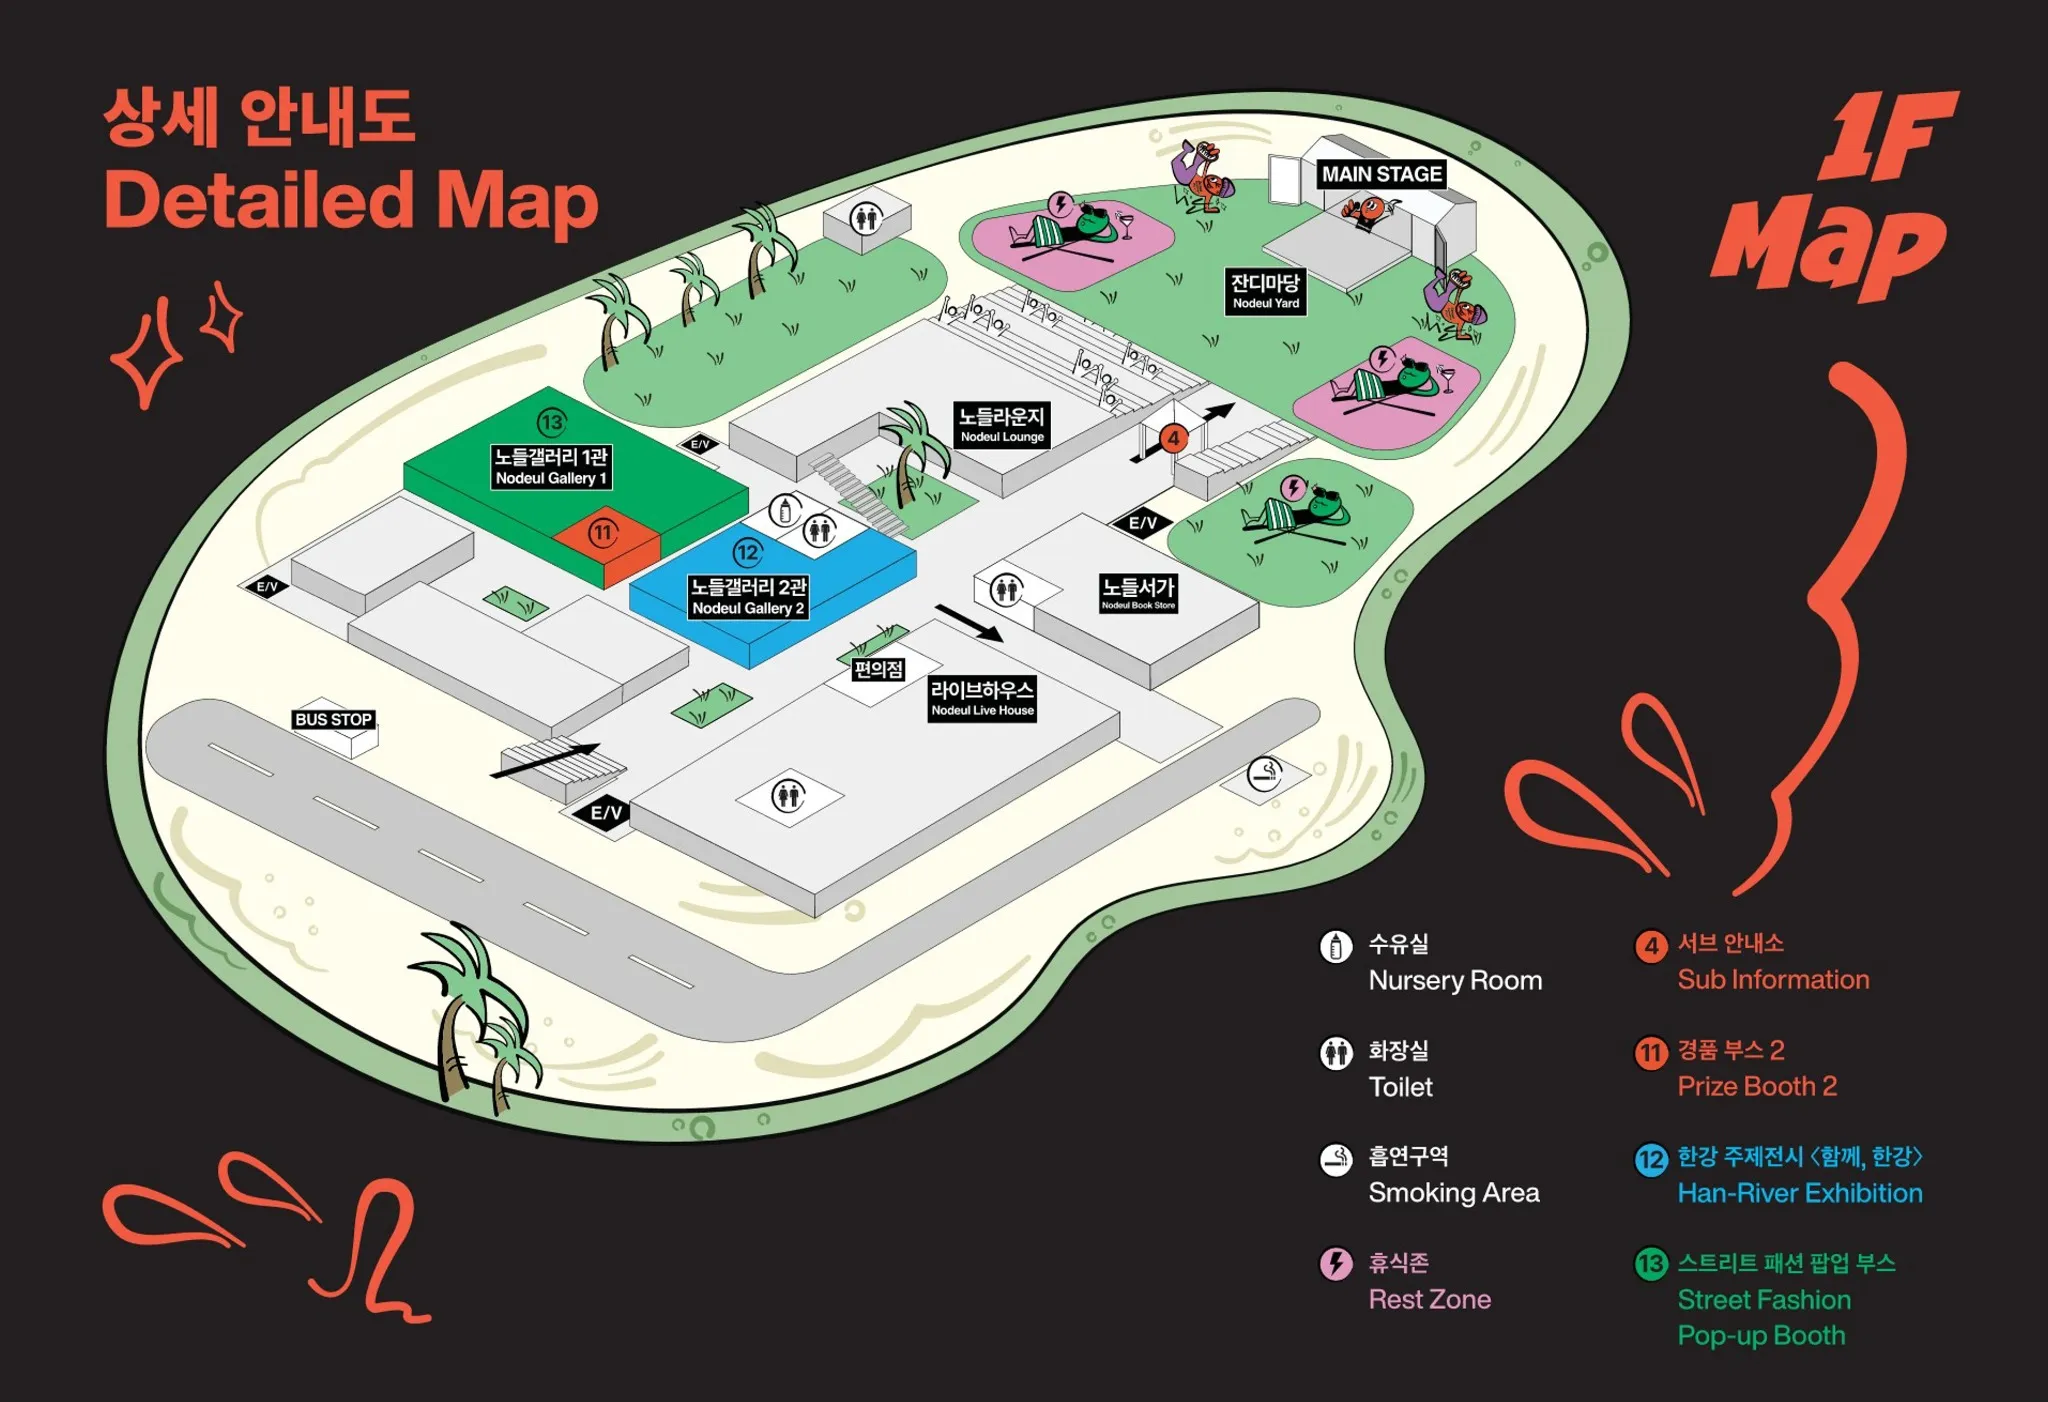 상세 안내도
Detailed Map
1F
Map
MAIN STAGE
잔디마당
Nodeul Yard
노들라운지
Nodeul Lounge
4
13
노들갤러리 1관
Nodeul Gallery 1
E/V
11
12
노들갤러리 2관
Nodeul Gallery 2
E/V
노들서가
Nodeul Book Store
E/V
편의점
라이브하우스
Nodeul Live House
BUS STOP
E/V
수유실
Nursery Room
화장실
Toilet
흡연구역
Smoking Area
휴식존
Rest Zone
4 서브 안내소
Sub Information
11 경품 부스 2
Prize Booth 2
12 한강 주제전시 〈함께, 한강〉
Han-River Exhibition
13 스트리트 패션 팝업 부스
Street Fashion
Pop-up Booth